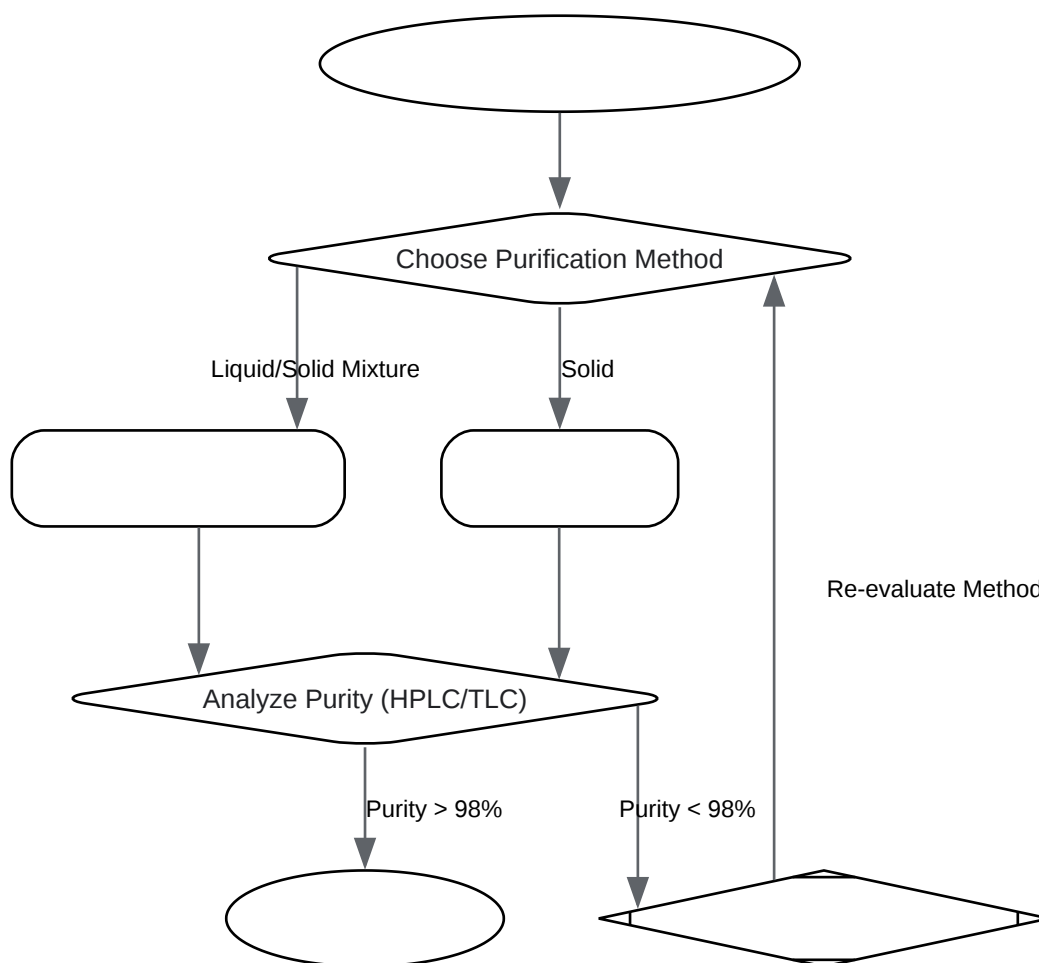 Choose Purification Method
Liquid/Solid Mixture
Solid
Re-evaluate Method
Analyze Purity (HPLC/TLC)
Purity > 98%
Purity < 98%